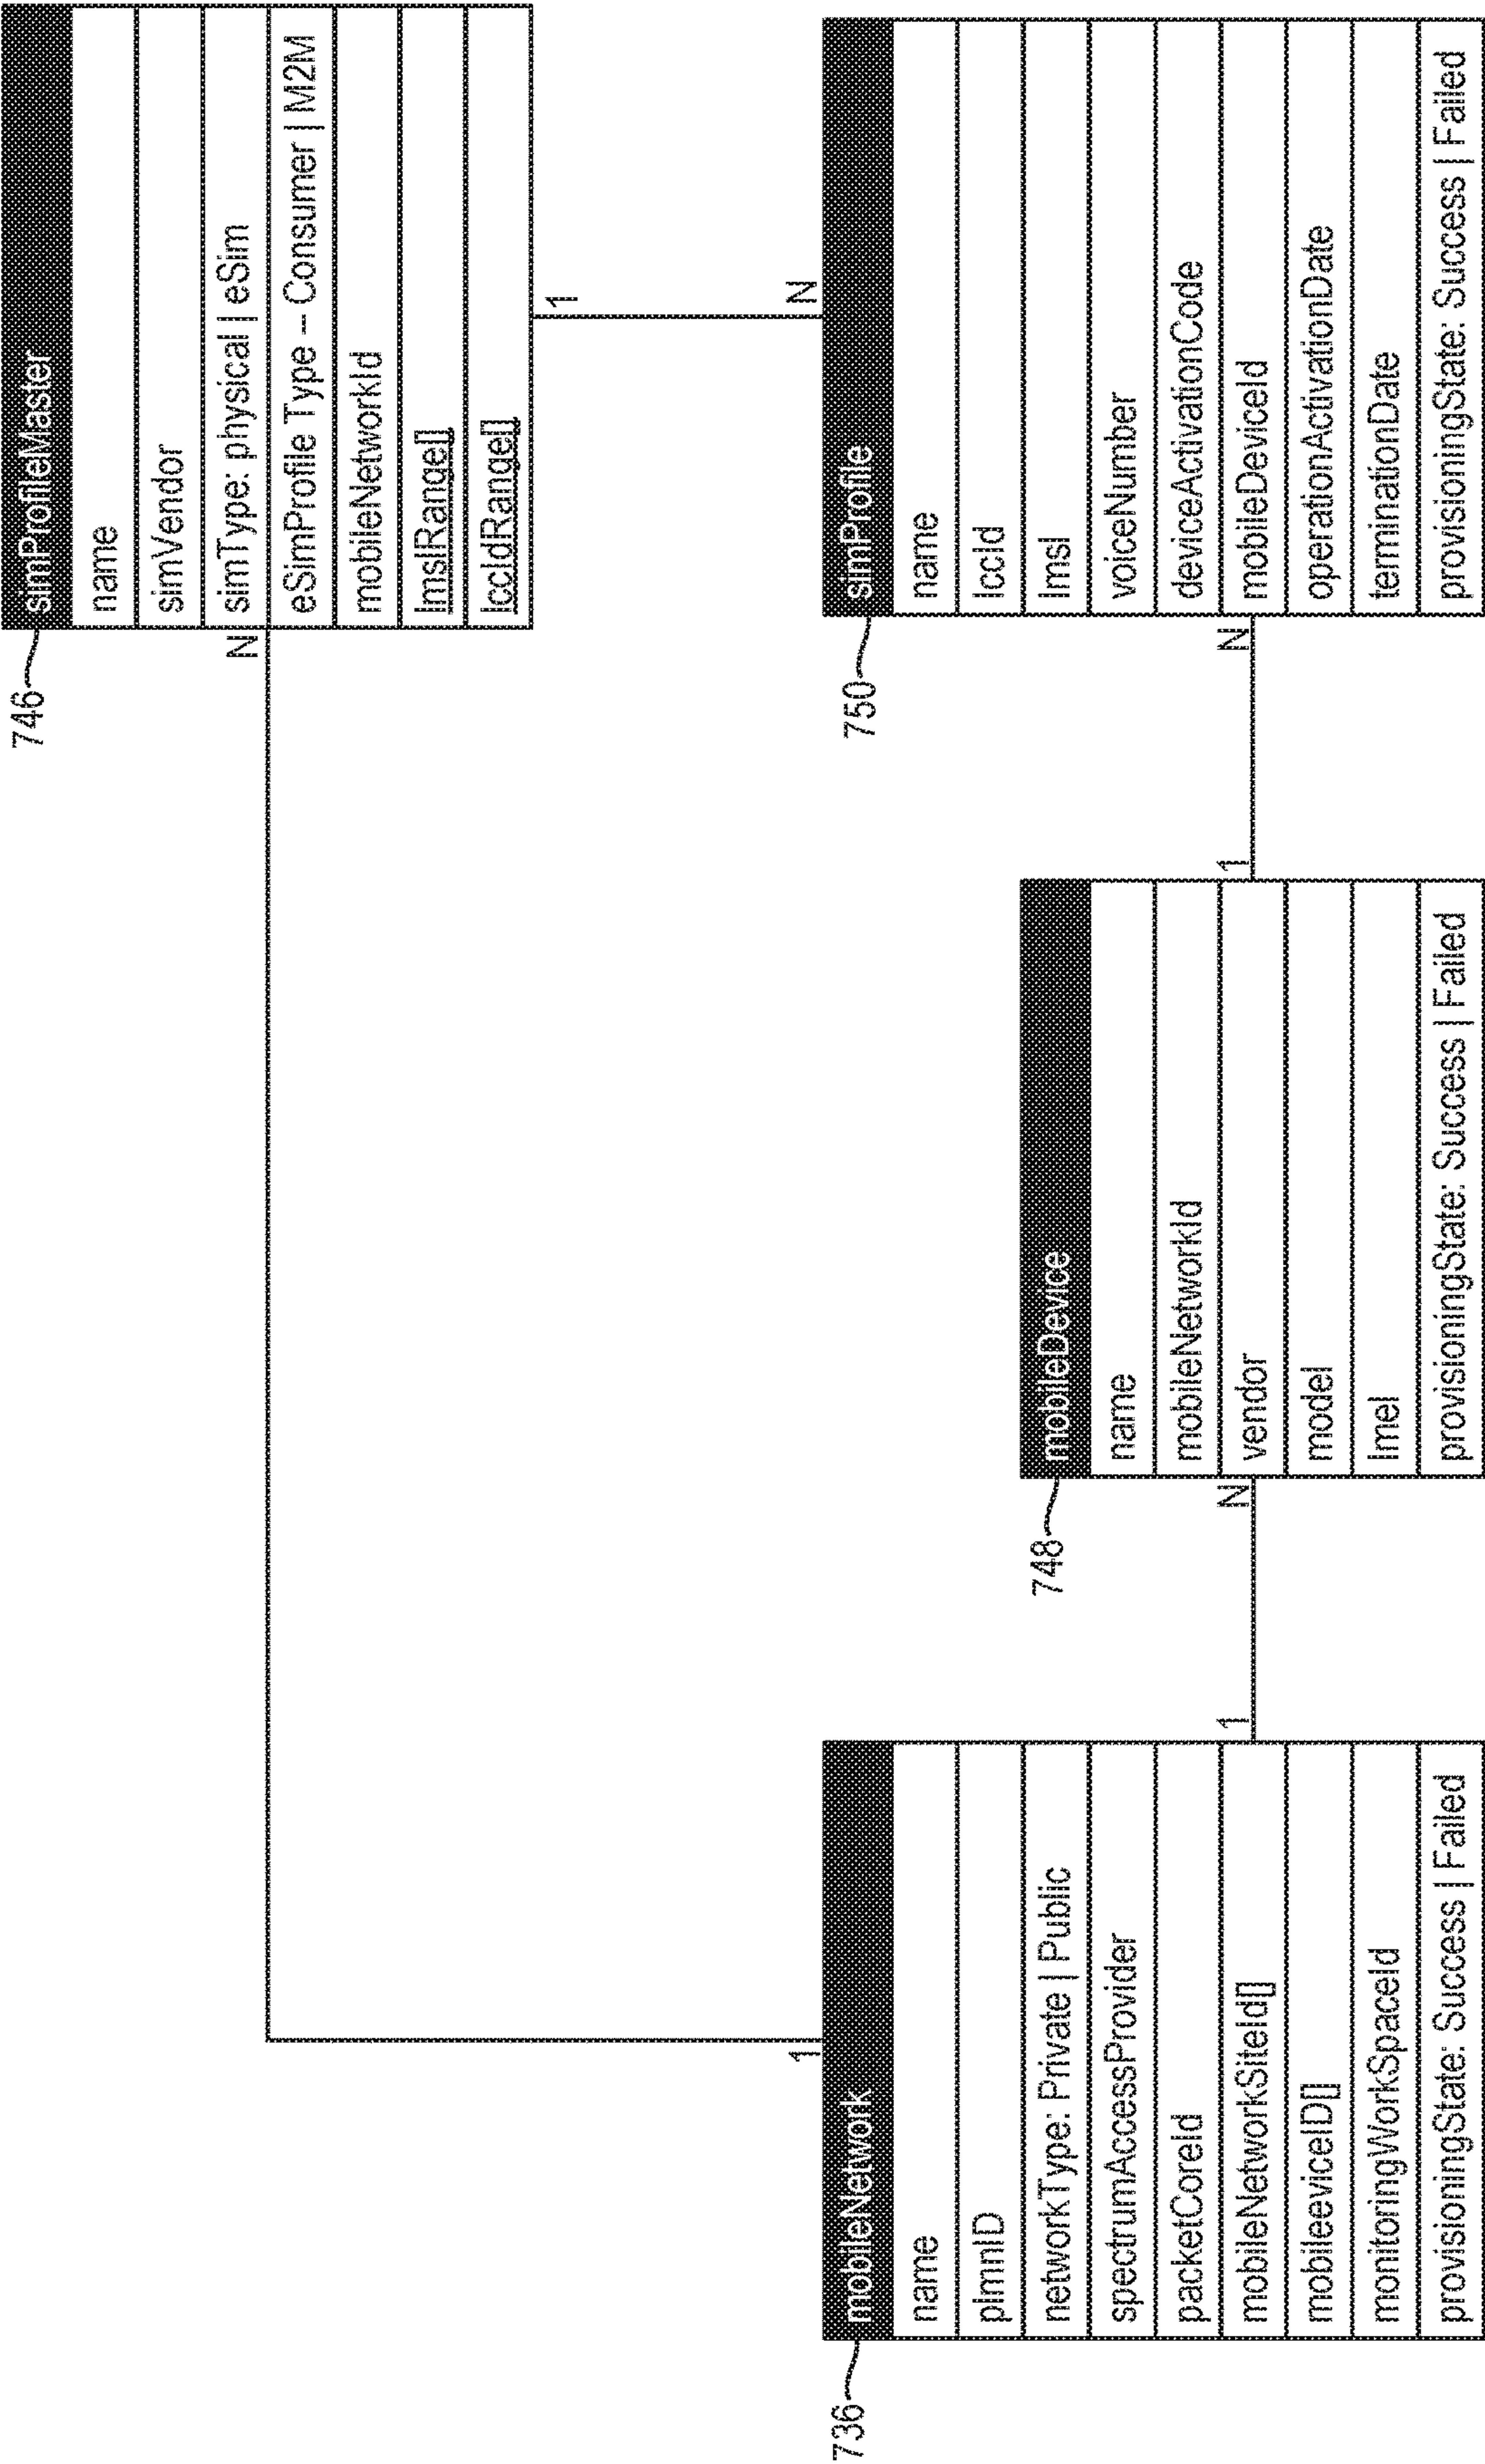 746
simProfileMaster
name
simVendor
simType: physical | eSim
eSimProfile Type – Consumer | M2M
mobileNetworkId
ImsIRange[]
IccIdRange[]
N
1
1
N
736
mobileNetwork
name
plmnID
networkType: Private | Public
spectrumAccessProvider
packetCoreId
mobileNetworkSiteId[]
mobileeviceID[]
monitoringWorkSpaceId
provisioningState: Success | Failed
1
N
748
mobileDevice
name
mobileNetworkId
vendor
model
ImeI
provisioningState: Success | Failed
1
N
750
simProfile
name
IccId
ImsI
voiceNumber
deviceActivationCode
mobileDeviceId
operationActivationDate
terminationDate
provisioningState: Success | Failed